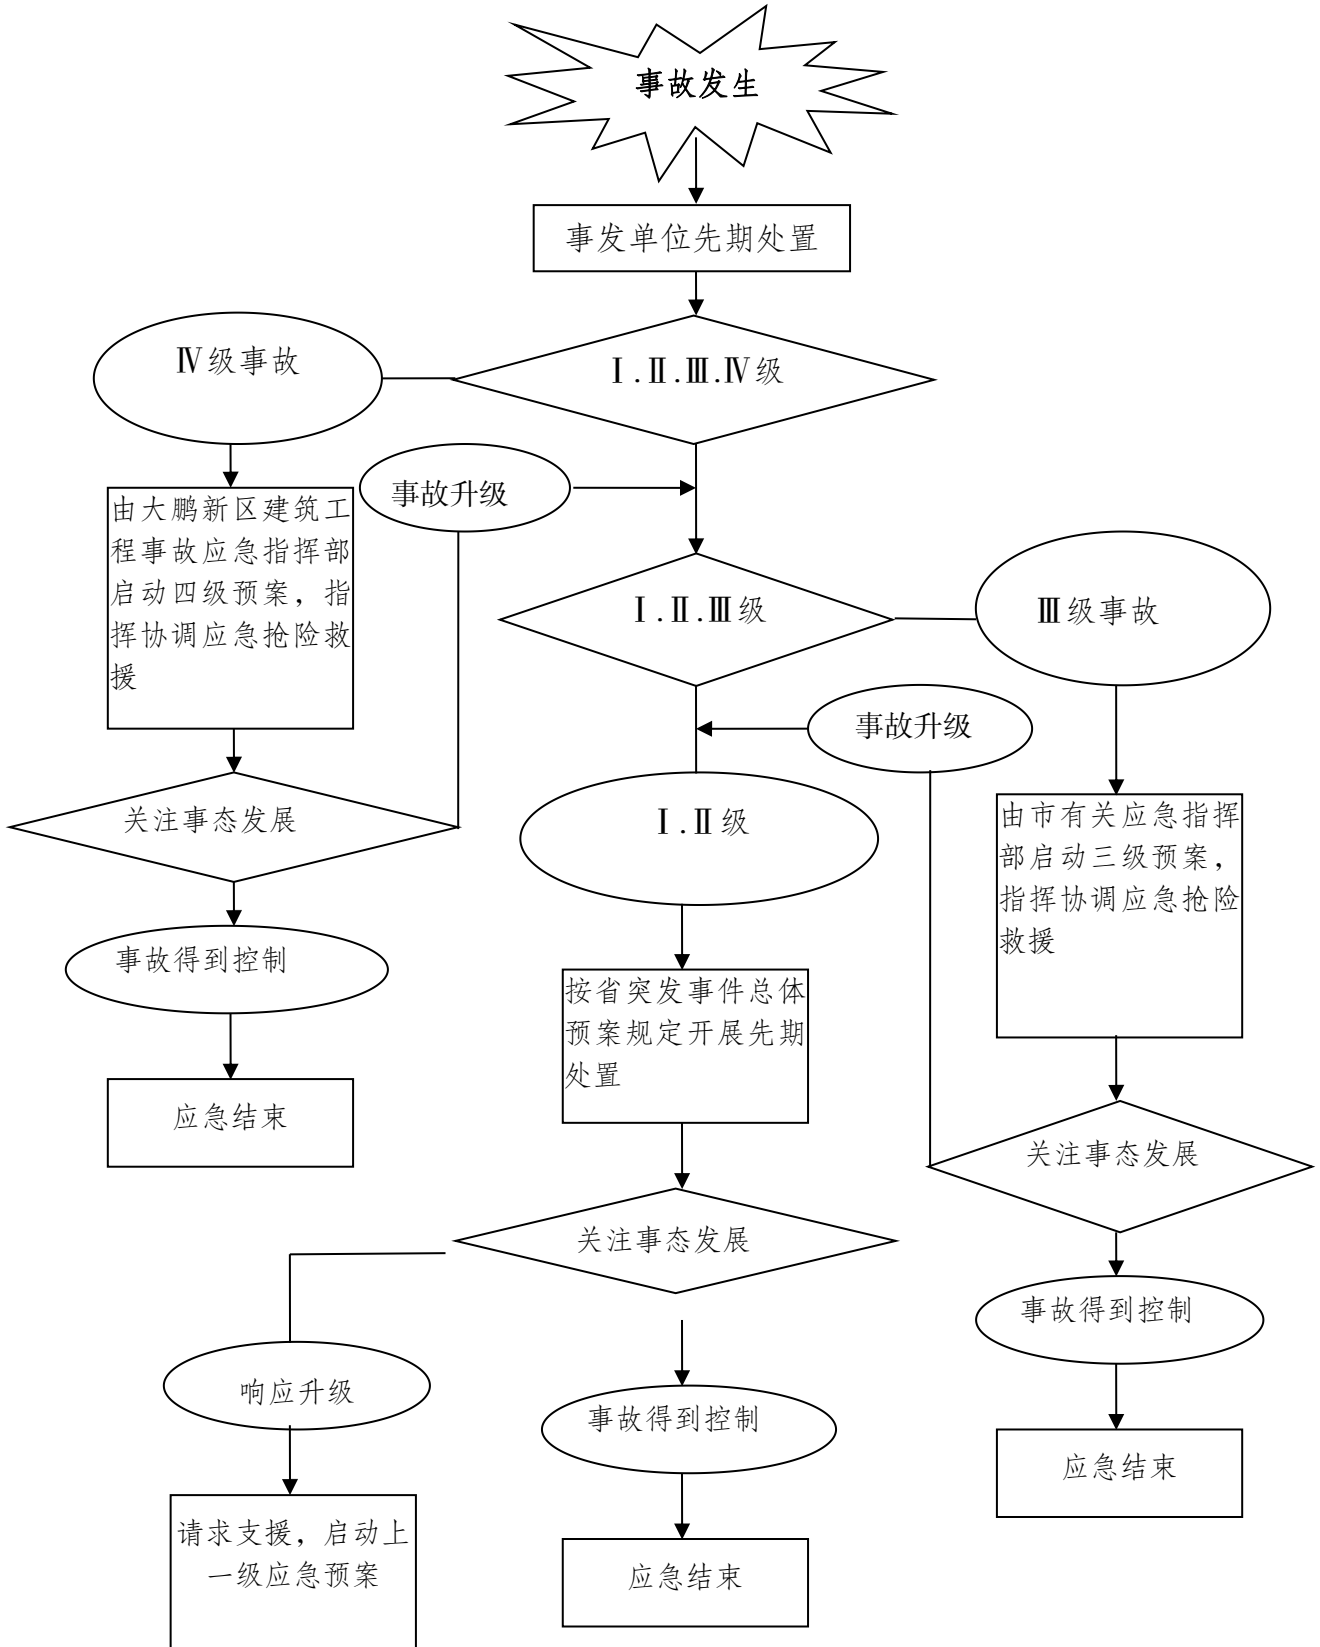 事故发生
事发单位先期处置
Ⅳ级事故
Ⅰ.Ⅱ.Ⅲ.Ⅳ级
事故升级
由大鹏新区建筑工
程事故应急指挥部
启动四级预案，指
挥协调应急抢险救
援
Ⅰ.Ⅱ.Ⅲ级
Ⅲ级事故
事故升级
关注事态发展
Ⅰ.Ⅱ级
由市有关应急指挥
部启动三级预案，
指挥协调应急抢险
救援
事故得到控制
按省突发事件总体
预案规定开展先期
处置
应急结束
关注事态发展
关注事态发展
事故得到控制
响应升级
事故得到控制
应急结束
请求支援，启动上
一级应急预案
应急结束